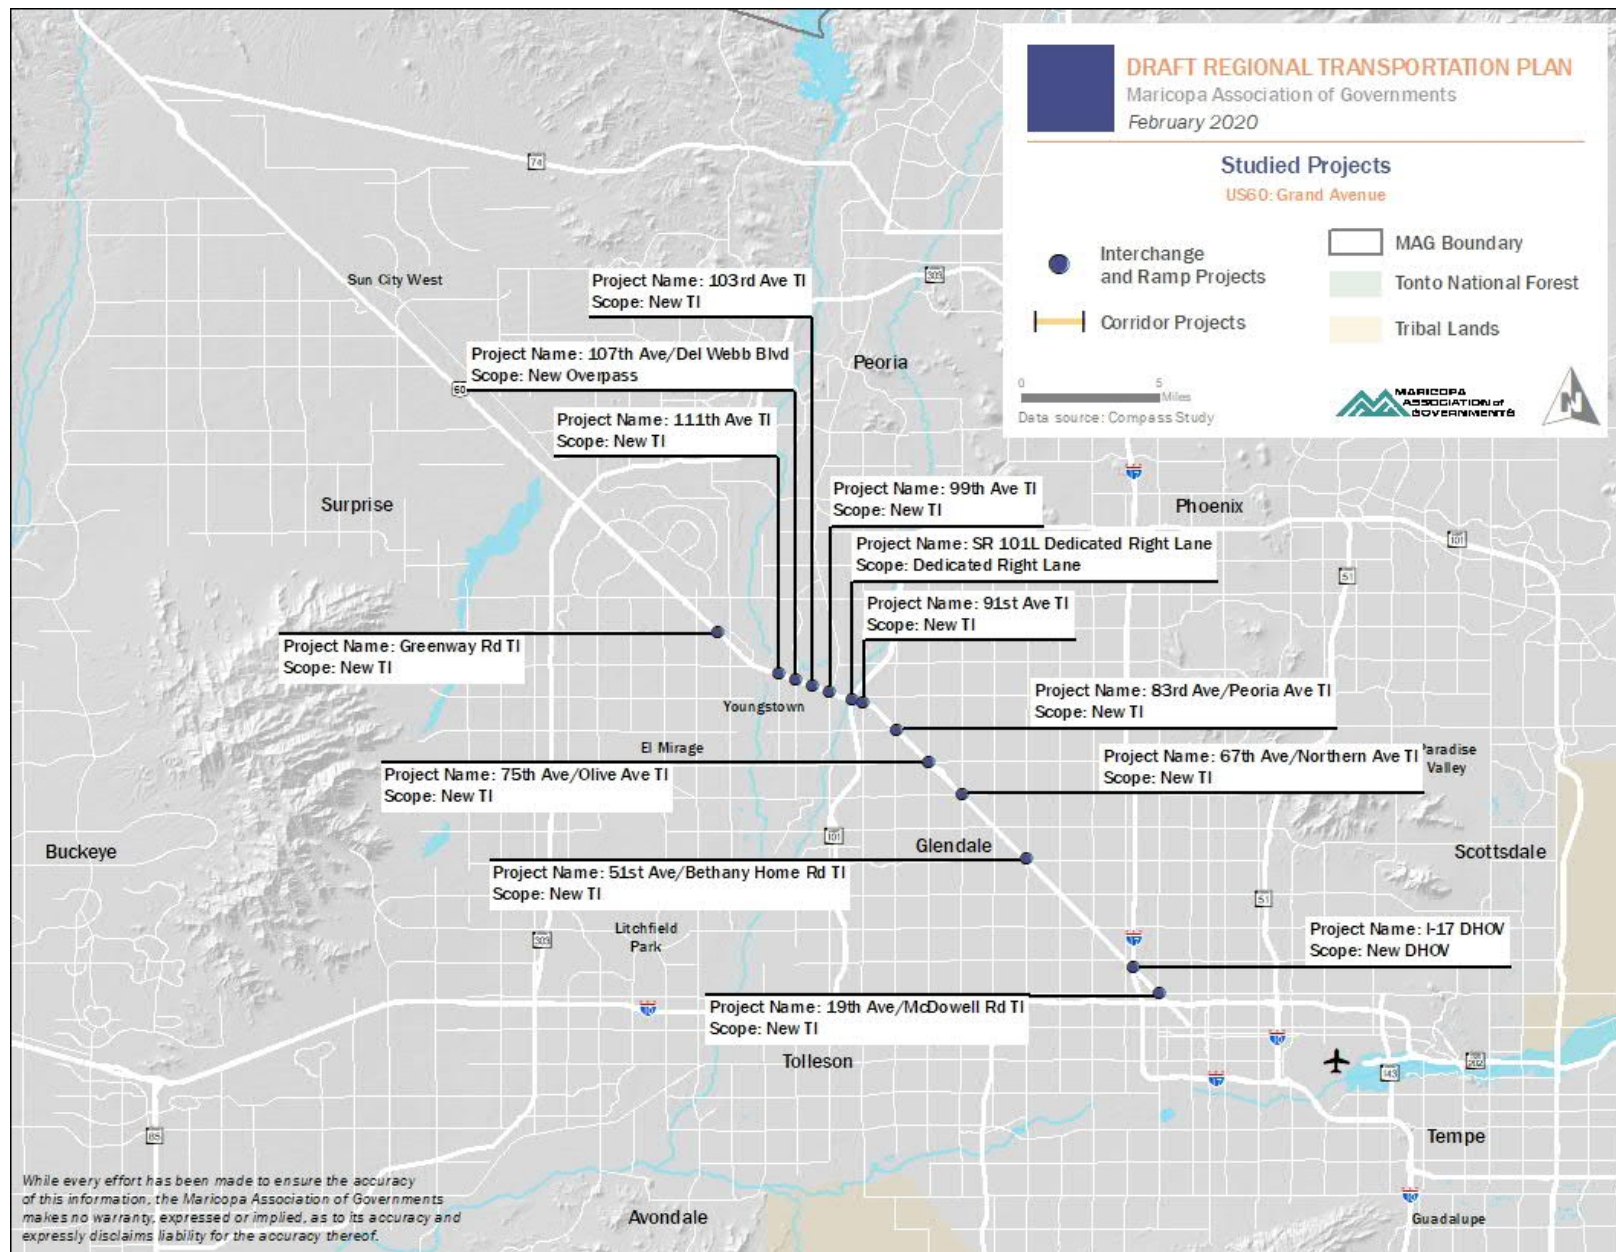 DRAFT REGIONAL TRANSPORTATION PLAN
Maricopa Association of Governments
February 2020
Studied Projects
US60: Grand Avenue
Interchange
and Ramp Projects
Corridor Projects
MAG Boundary
Tonto National Forest
Tribal Lands
0 5
Miles
Data source: Compass Study
MARICOPA
ASSOCIATION of
GOVERNMENTS
N
74
Sun City West
303
Project Name: 103rd Ave TI
Scope: New TI
Peoria
Project Name: 107th Ave/Del Webb Blvd
Scope: New Overpass
60
Project Name: 111th Ave TI
Scope: New TI
17
Surprise
Project Name: 99th Ave TI
Scope: New TI
Phoenix
101
Project Name: SR 101L Dedicated Right Lane
Scope: Dedicated Right Lane
51
Project Name: 91st Ave TI
Scope: New TI
Project Name: Greenway Rd TI
Scope: New TI
Youngstown
Project Name: 83rd Ave/Peoria Ave TI
Scope: New TI
El Mirage
Project Name: 67th Ave/Northern Ave TI
Scope: New TI
Paradise
Valley
Project Name: 75th Ave/Olive Ave TI
Scope: New TI
101
Buckeye
Glendale
Scottsdale
Project Name: 51st Ave/Bethany Home Rd TI
Scope: New TI
51
Litchfield
Park
303
17
Project Name: I-17 DHOV
Scope: New DHOV
10
Project Name: 19th Ave/McDowell Rd TI
Scope: New TI
10
Tolleson
17
143
202
85
Tempe
While every effort has been made to ensure the accuracy
of this information, the Maricopa Association of Governments
makes no warranty, expressed or implied, as to its accuracy and
expressly disclaims liability for the accuracy thereof.
Avondale
10
Guadalupe